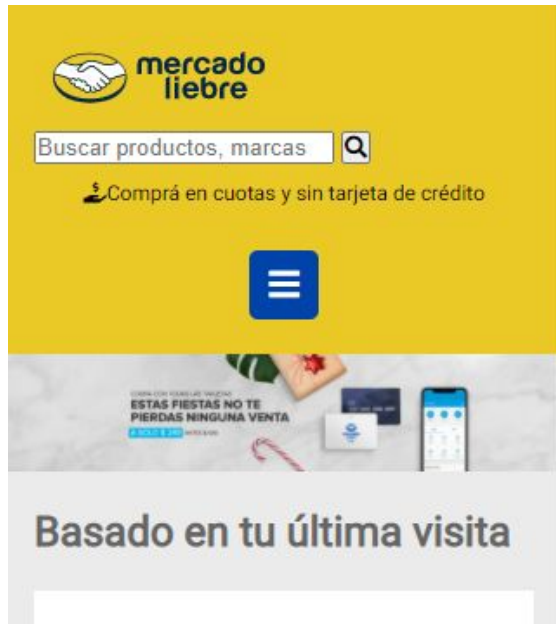 mercado
liebre
Buscar productos, marcas
Comprá en cuotas y sin tarjeta de crédito
ESTAS FIESTAS NO TE
PIERDAS NINGUNA VENTA
Basado en tu última visita